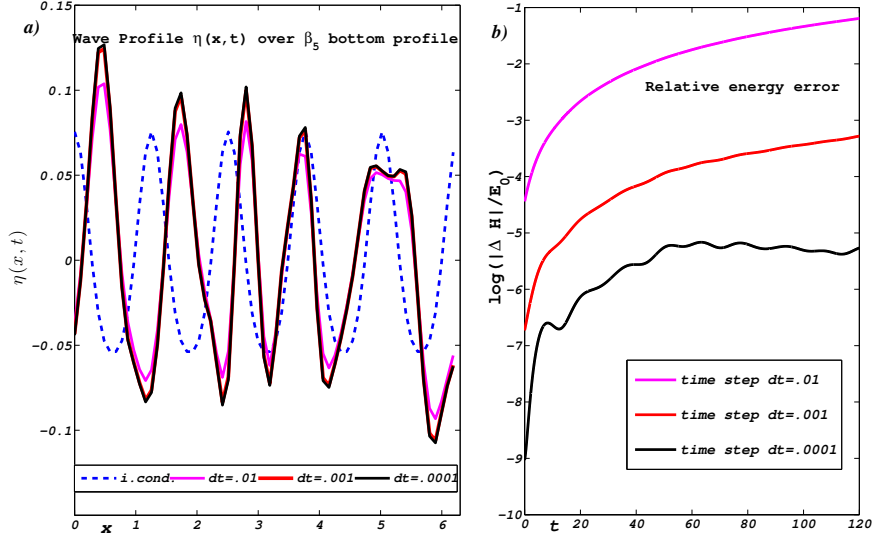 a)
Wave Profile η(x,t) over β5 bottom profile
0.15
0.1
0.05
0
-0.05
-0.1
η(x, t)
i.cond.
dt=.01
dt=.001
dt=.0001
0
x
1
2
3
4
5
6
b)
0
-1
-2
-3
-4
-5
-6
-7
-8
-9
-10
log(|Δ H|/E0)
Relative energy error
time step dt=.01
time step dt=.001
time step dt=.0001
0
t
20
40
60
80
100
120